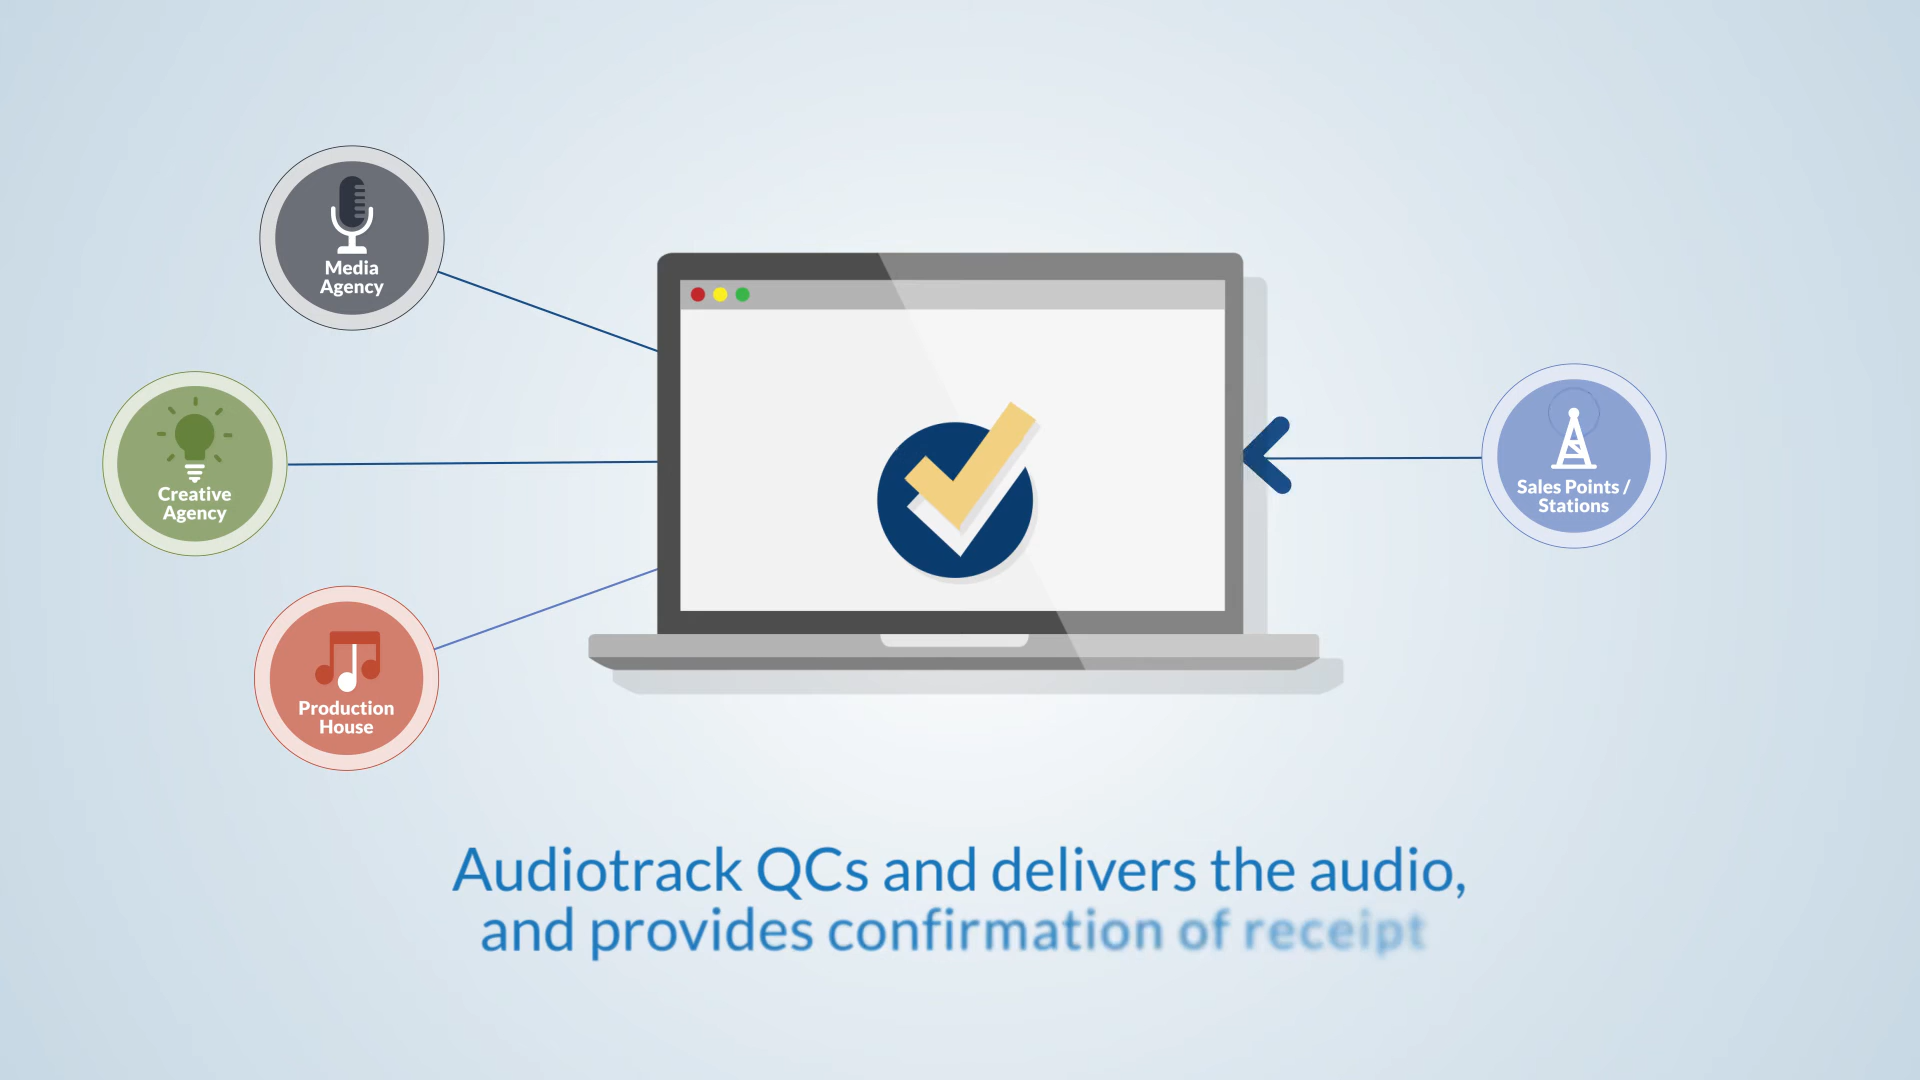 Media
Agency
Creative
Agency
Production
House
Sales Points /
Stations
Audiotrack QCs and delivers the audio,
and provides confirmation of receipt